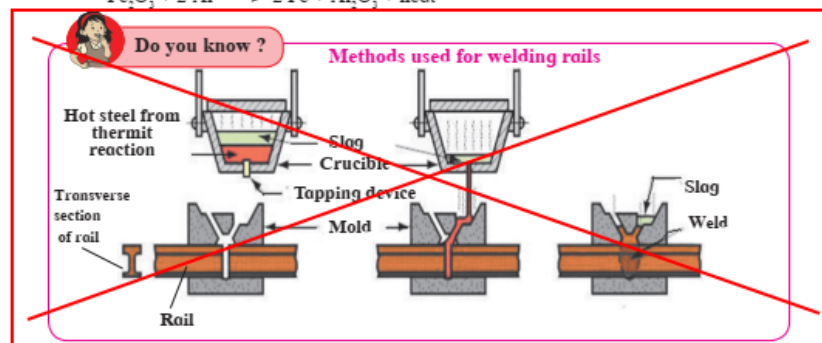 Do you know ?
Methods used for welding rails
Hot steel from
thermit
reaction
Slag
Crucible
Tapping device
Transverse
section
of rail
Mold
Slag
Weld
Rail